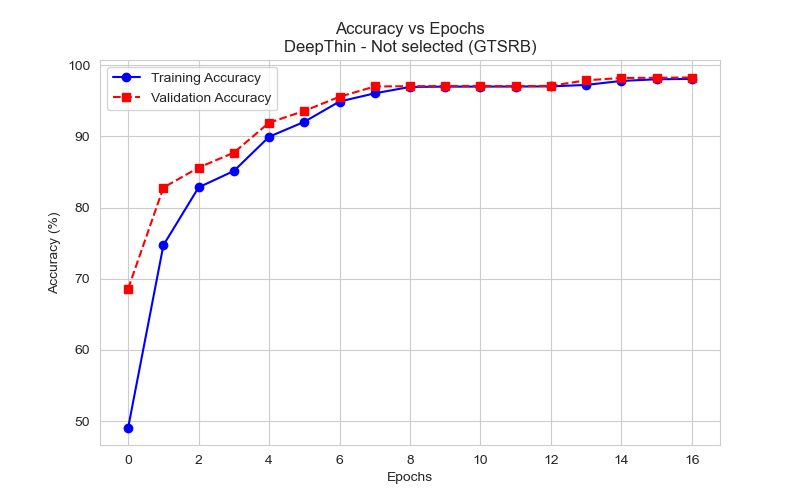 Accuracy vs Epochs
DeepThin - Not selected (GTSRB)
Training Accuracy
Validation Accuracy
100
90
80
70
60
50
Accuracy (%)
0 2 4 6 8 10 12 14 16
Epochs